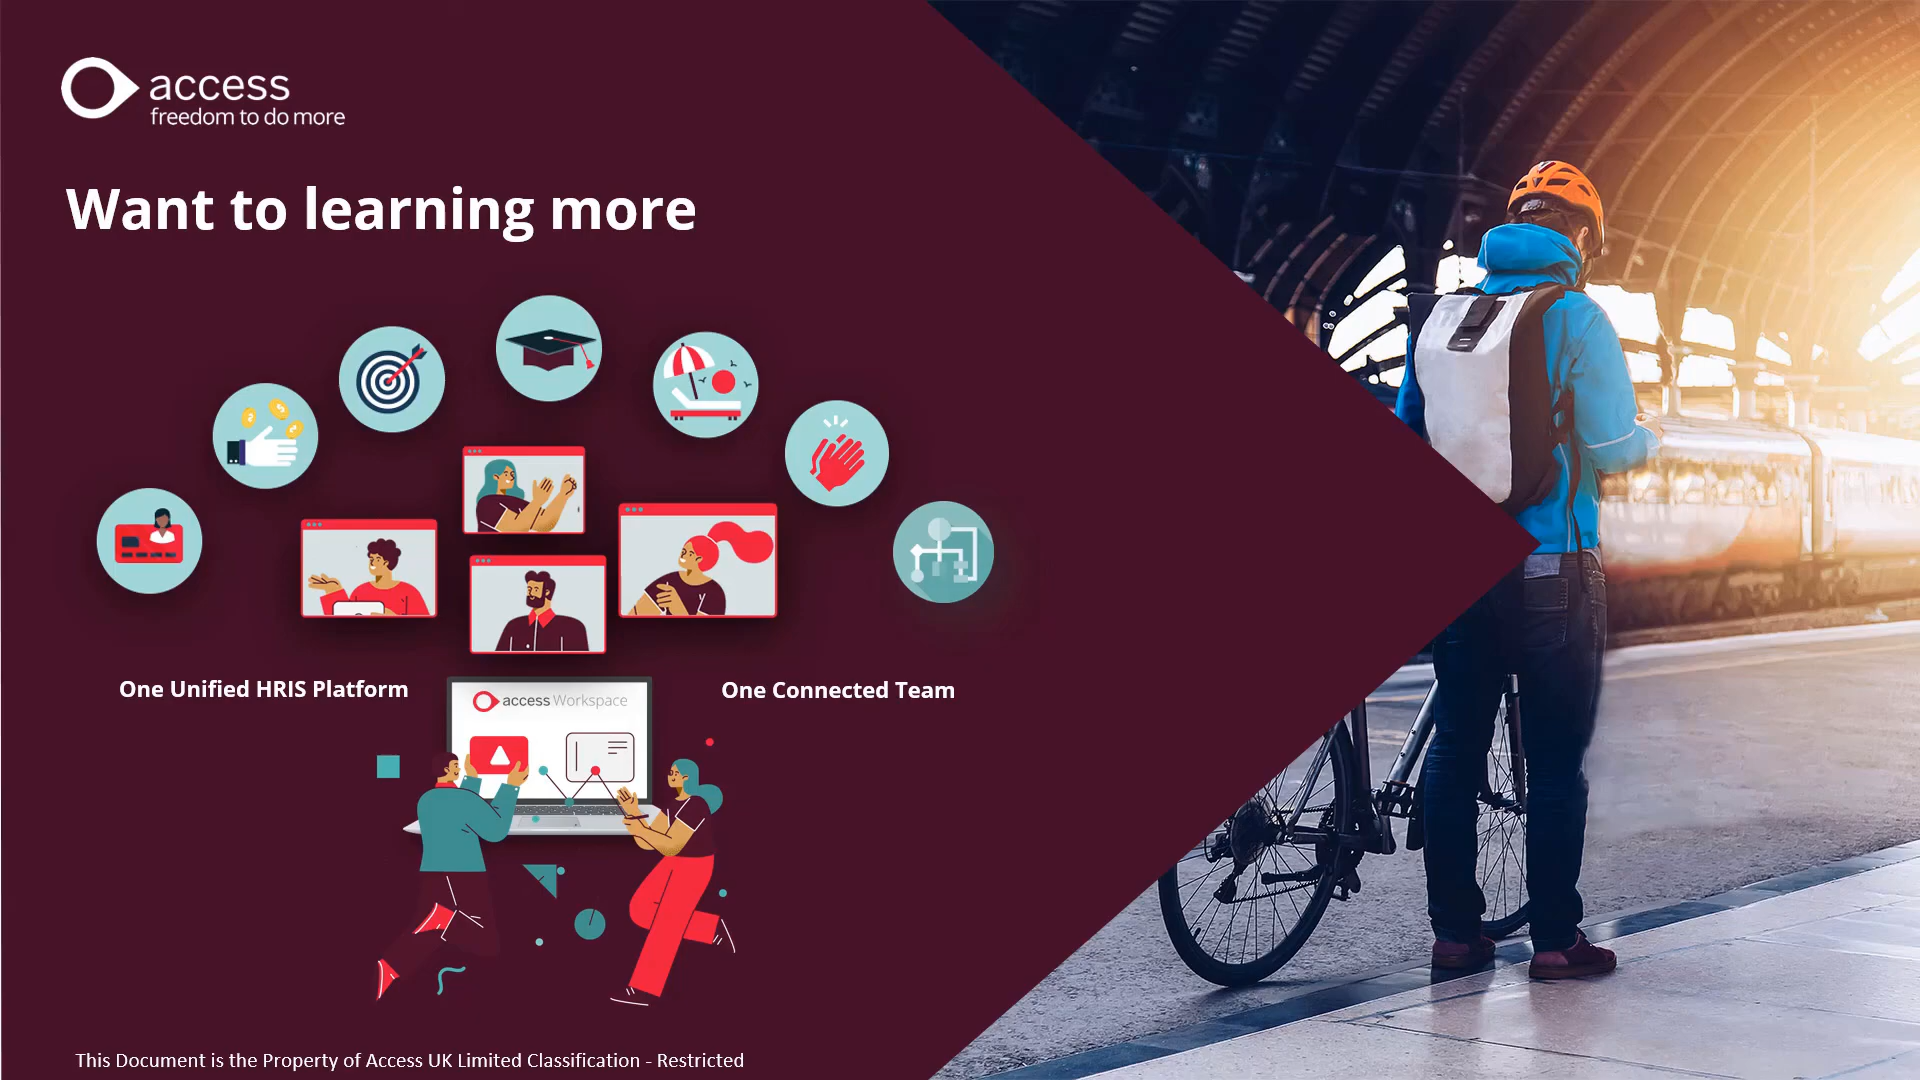 access
freedom to do more
Want to learning more
One Unified HRIS Platform
One Connected Team
access Workspace
This Document is the Property of Access UK Limited Classification - Restricted